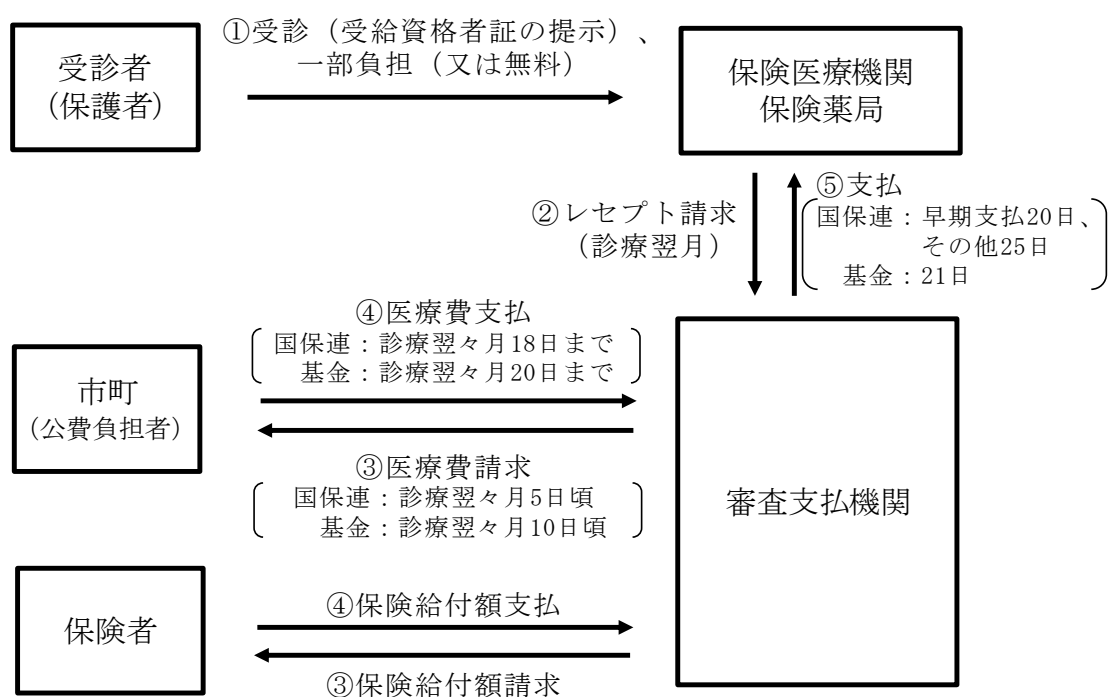 ①受診（受給資格者証の提示）、
一部負担（又は無料）
受診者
(保護者)
保険医療機関
保険薬局
②レセプト請求
（診療翌月）
⑤支払
国保連：早期支払20日、
その他25日
基金：21日
④医療費支払
国保連：診療翌々月18日まで
基金：診療翌々月20日まで
市町
(公費負担者)
③医療費請求
国保連：診療翌々月5日頃
基金：診療翌々月10日頃
審査支払機関
保険者
④保険給付額支払
③保険給付額請求